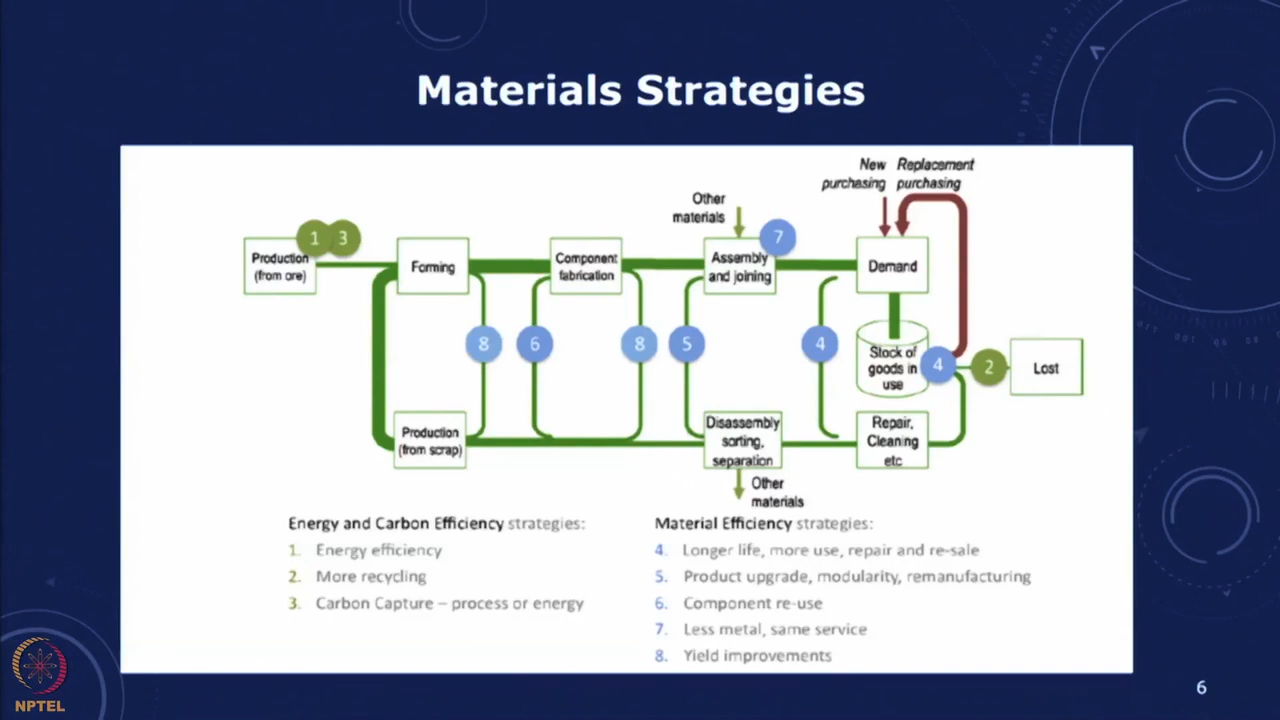 Materials Strategies
New Replacement
purchasing purchasing
Other
materials
1 3
7
Production
(from ore)
Forming
Component
fabrication
Assembly
and joining
Demand
8
6
8
5
4
Stock of
goods in
use
4
2
Lost
Production
(from scrap)
Disassembly
sorting,
separation
Repair,
Cleaning
etc
Other
materials
Energy and Carbon Efficiency strategies:
1. Energy efficiency
2. More recycling
3. Carbon Capture – process or energy
Material Efficiency strategies:
4. Longer life, more use, repair and re-sale
5. Product upgrade, modularity, remanufacturing
6. Component re-use
7. Less metal, same service
8. Yield improvements
NPTEL
6